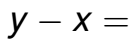 y − x =